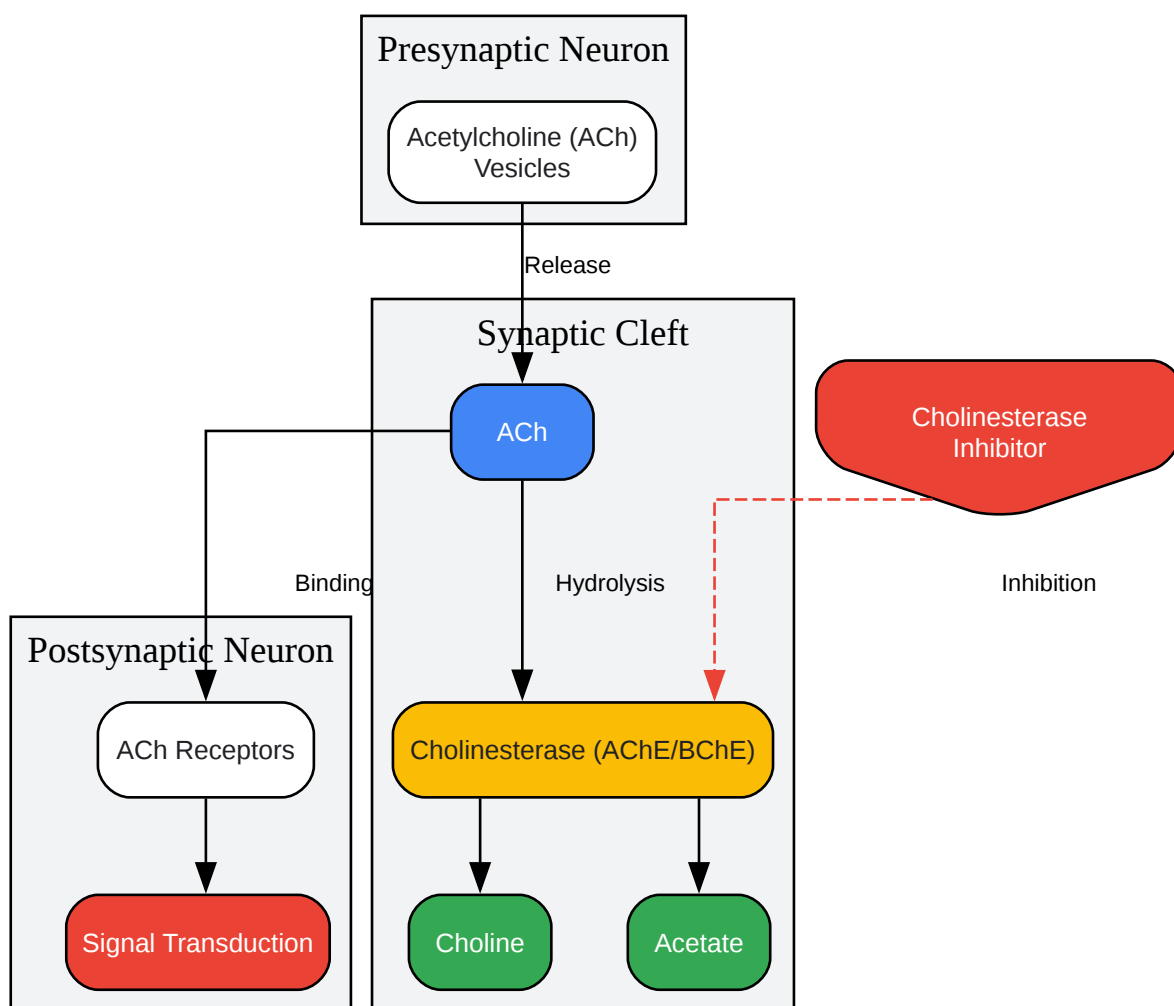 Presynaptic Neuron
Acetylcholine (ACh)
Vesicles
Release
Synaptic Cleft
ACh
Cholinesterase
Inhibitor
Binding
Hydrolysis
Inhibition
Postsynaptic Neuron
ACh Receptors
Cholinesterase (AChE/BChE)
Signal Transduction
Choline
Acetate